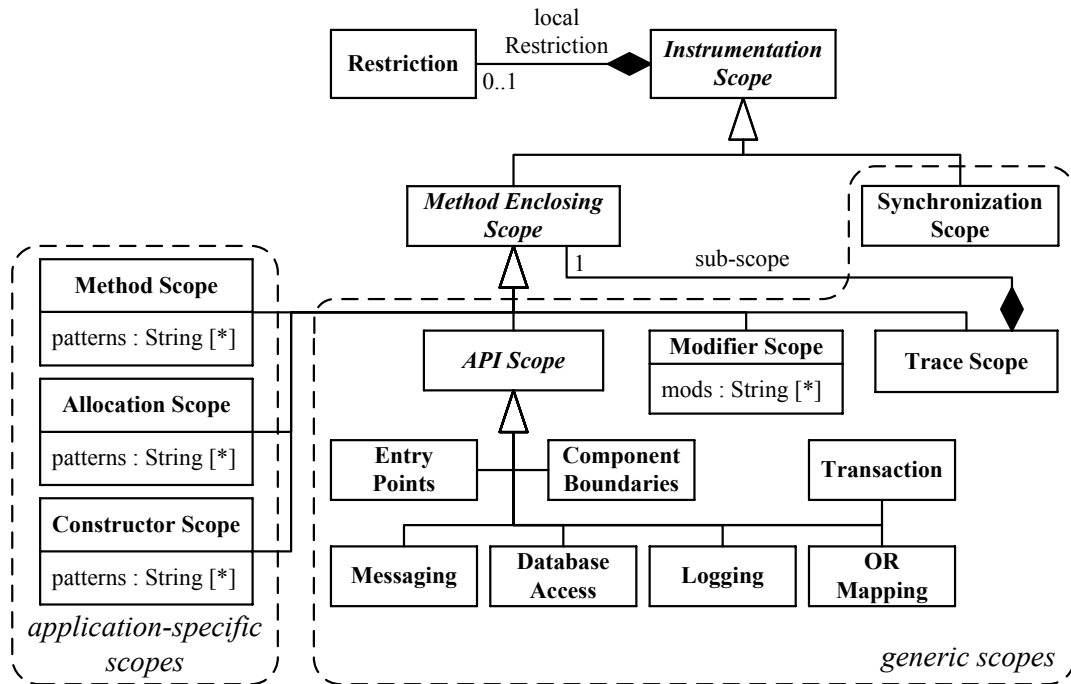 local
Restriction
Restriction
0..1
Instrumentation
Scope
Method Enclosing
Scope
Synchronization
Scope
1
sub-scope
Method Scope
patterns : String [*]
Allocation Scope
patterns : String [*]
Constructor Scope
patterns : String [*]
application-specific
scopes
API Scope
Modifier Scope
mods : String [*]
Trace Scope
Entry
Points
Component
Boundaries
Transaction
Messaging
Database
Access
Logging
OR
Mapping
generic scopes